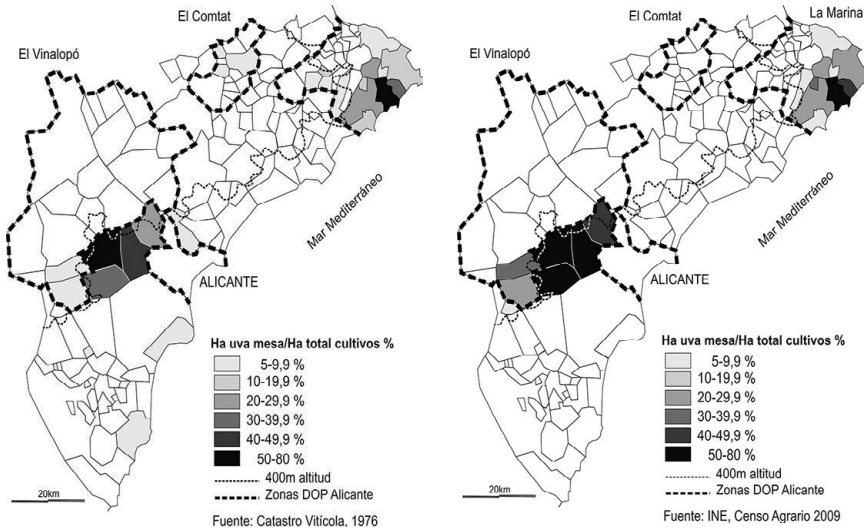 El Comtat
El Vinalopó
Mar Mediterráneo
ALICANTE
Ha uva mesa/Ha total cultivos %
5-9,9 %
10-19,9 %
20-29,9 %
30-39,9 %
40-49,9 %
50-80 %
400m altitud
Zonas DOP Alicante
20km
Fuente: Catastro Vitícola, 1976
La Marina
El Comtat
El Vinalopó
Mar Mediterráneo
ALICANTE
Ha uva mesa/Ha total cultivos %
5-9,9 %
10-19,9 %
20-29,9 %
30-39,9 %
40-49,9 %
50-80 %
400m altitud
Zonas DOP Alicante
20km
Fuente: INE, Censo Agrario 2009